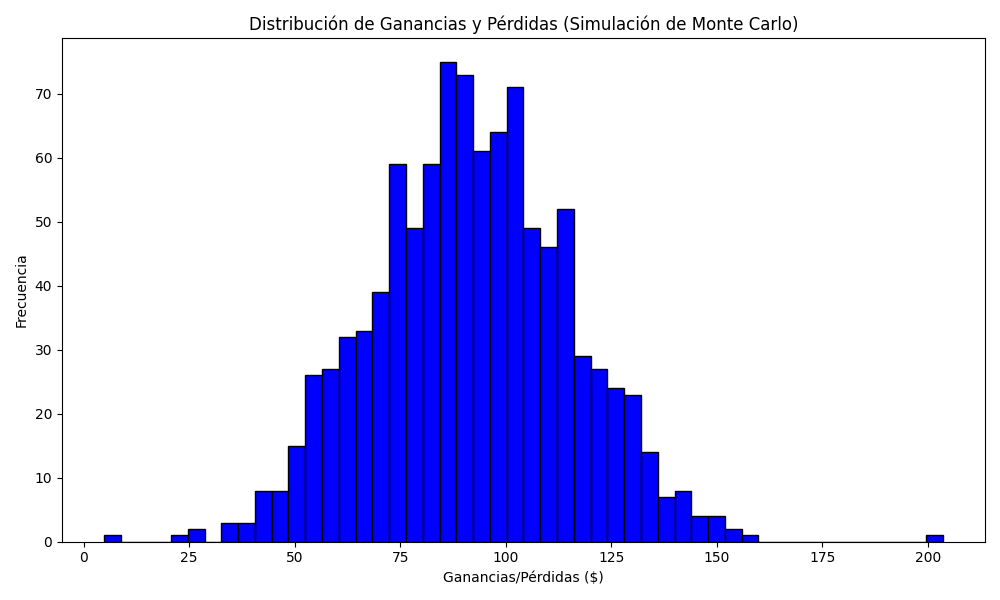 Distribución de Ganancias y Pérdidas (Simulación de Monte Carlo)
Frecuencia
70
60
50
40
30
20
10
0
0 25 50 75 100 125 150 175 200
Ganancias/Pérdidas ($)